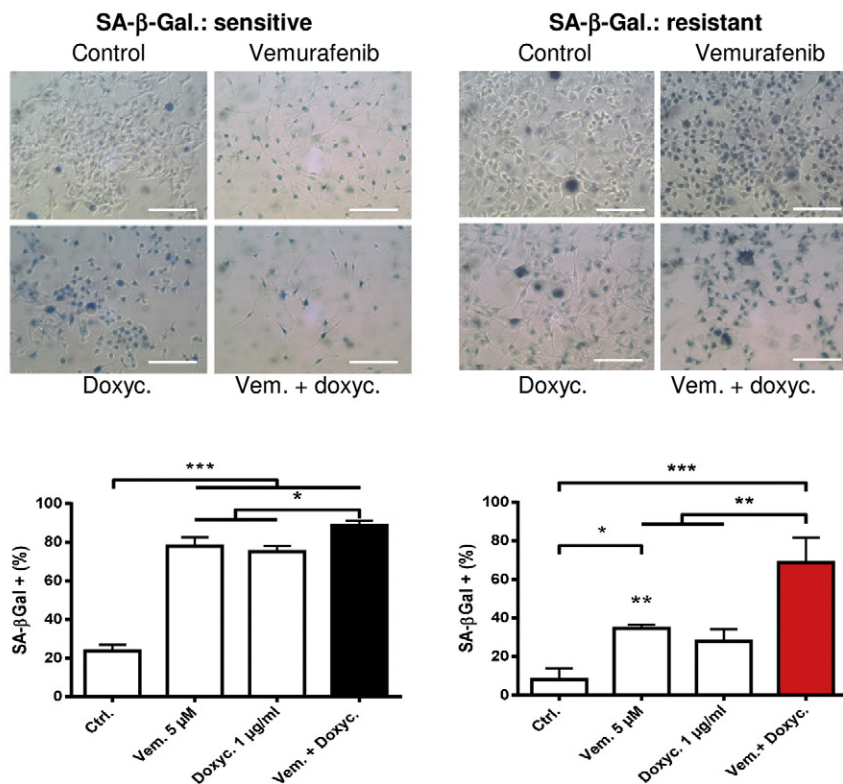 SA-β-Gal.: sensitive
Control Vemurafenib
Doxyc. Vem. + doxyc.
SA-β-Gal.: resistant
Control Vemurafenib
Doxyc. Vem. + doxyc.
***
*
SA-βGal + (%)
100
80
60
40
20
0
Ctrl.
Vem. 5 µM
Doxyc. 1 µg/ml
Vem. + Doxyc.
***
**
*
**
SA-βGal + (%)
100
80
60
40
20
0
Ctrl.
Vem. 5 µM
Doxyc. 1 µg/ml
Vem.+ Doxyc.